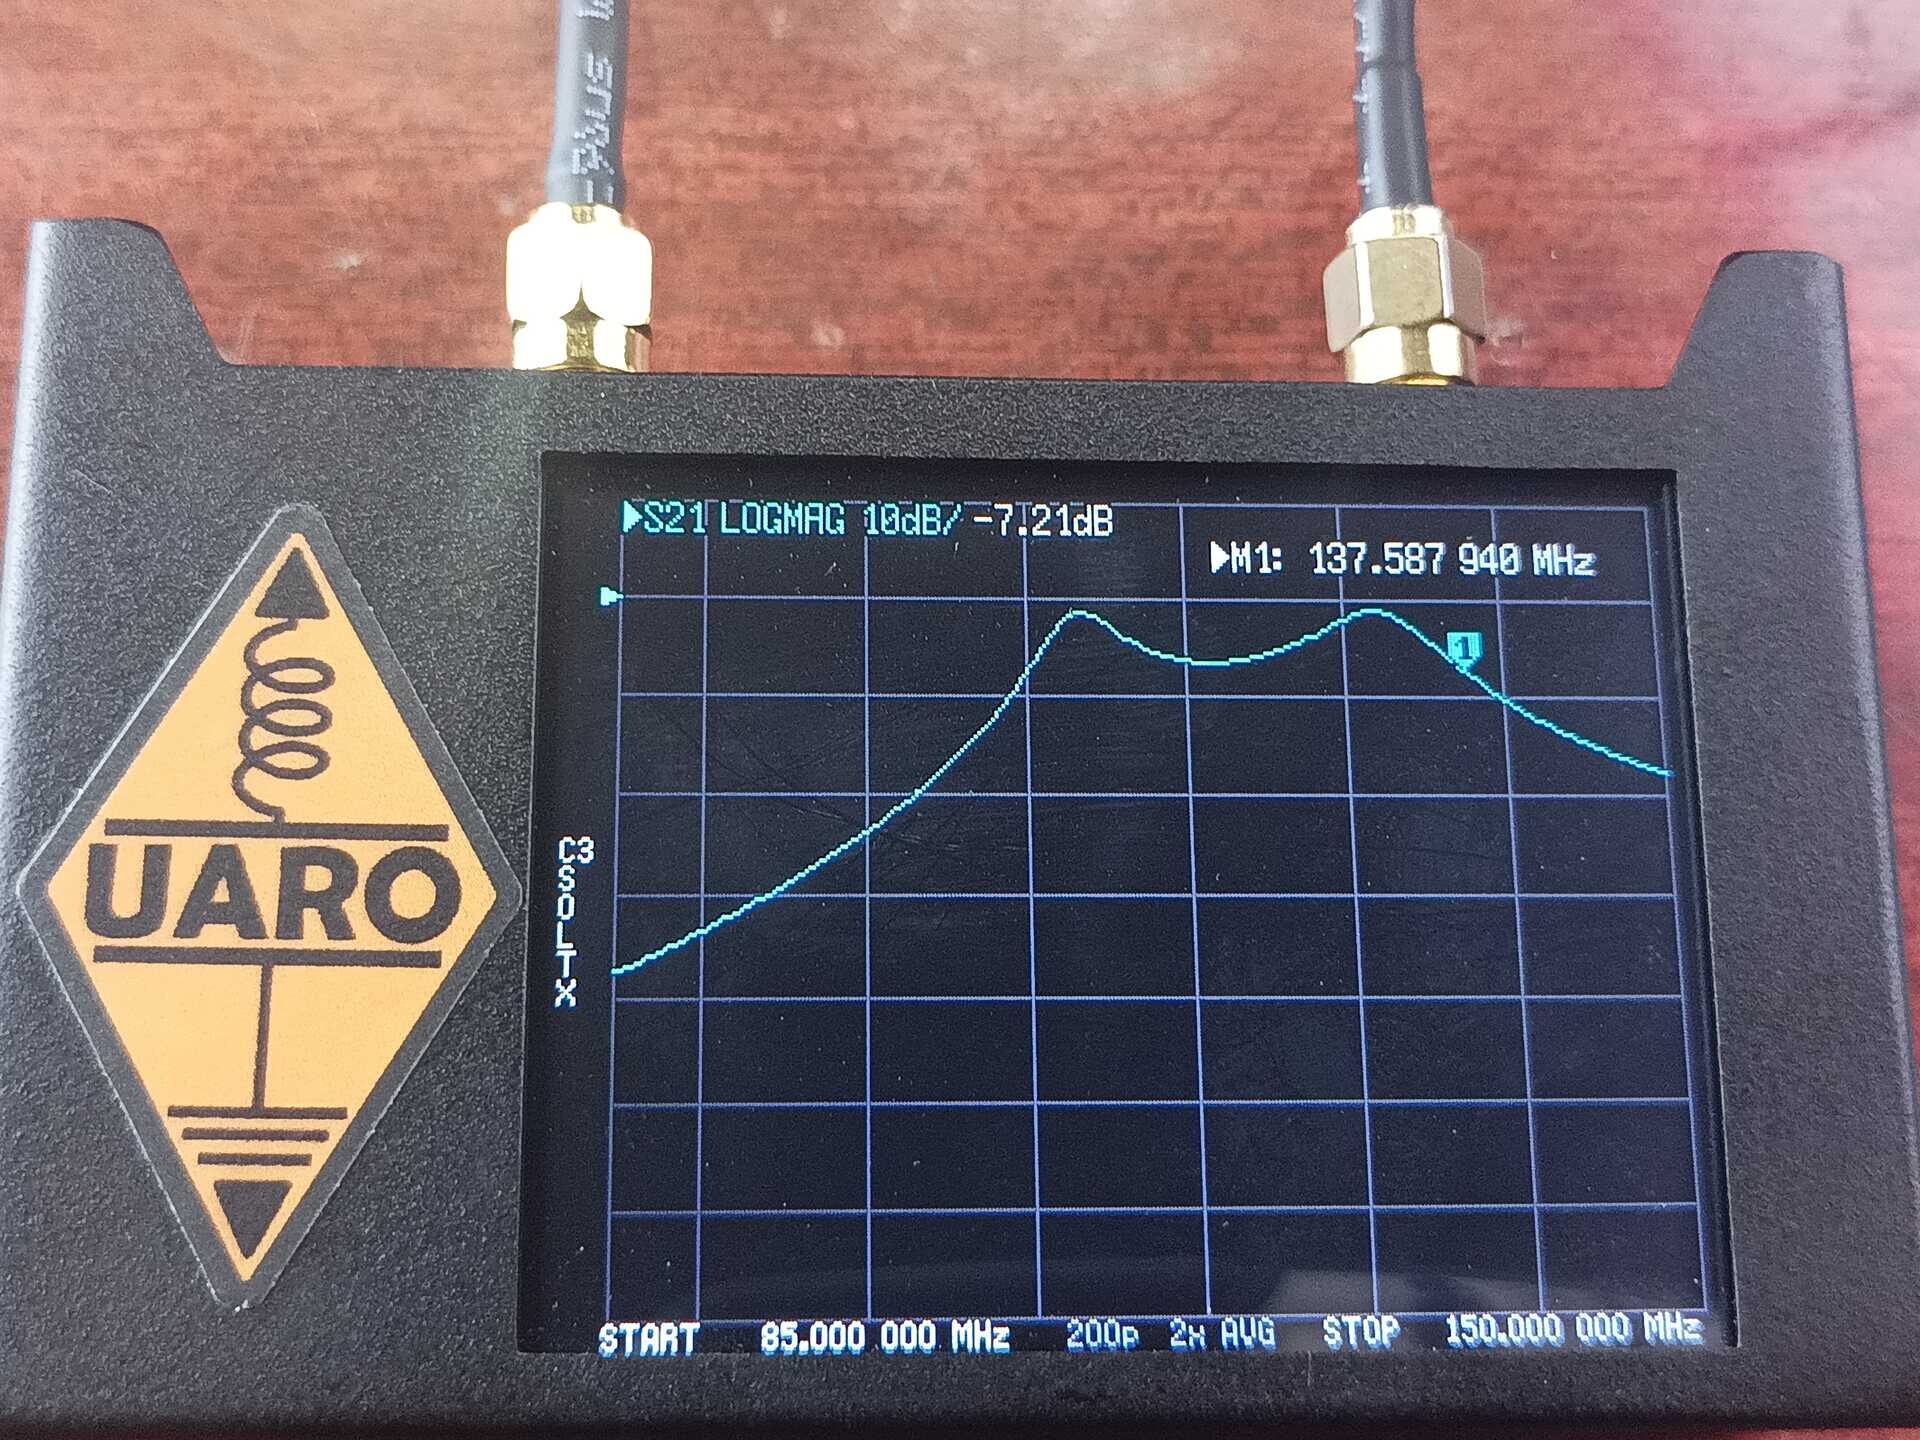 S21 LOGMAG 10dB/ -7.21dB
M1: 137.587 940 MHz
1
UARO
C3
S
O
L
T
X
START 85.000 000 MHz 200p 2x AVG STOP 150.000 000 MHz